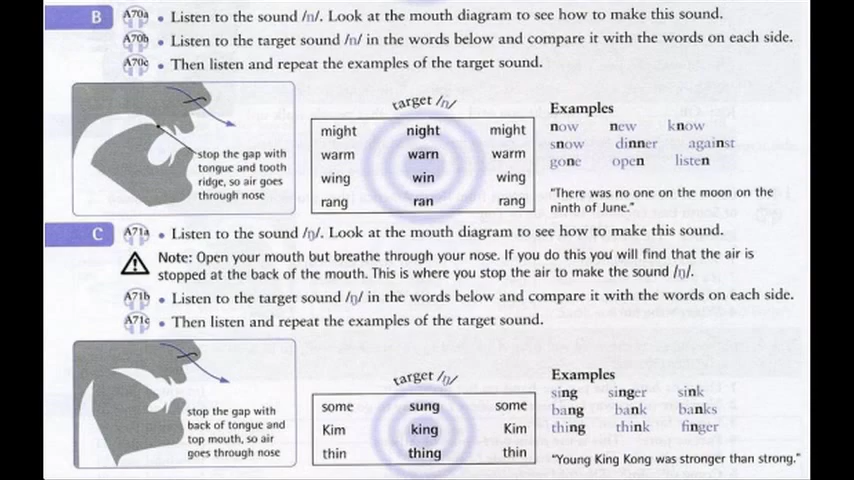 B A70a • Listen to the sound /n/. Look at the mouth diagram to see how to make this sound.
A70b • Listen to the target sound /n/ in the words below and compare it with the words on each side.
A70c • Then listen and repeat the examples of the target sound.
stop the gap with
tongue and tooth
ridge, so air goes
through nose
target /n/
might night might
warm warn warm
wing win wing
rang ran rang
Examples
now new know
snow dinner against
gone open listen
"There was no one on the moon on the
ninth of June."
C A71a • Listen to the sound /ŋ/. Look at the mouth diagram to see how to make this sound.
Note: Open your mouth but breathe through your nose. If you do this you will find that the air is
stopped at the back of the mouth. This is where you stop the air to make the sound /ŋ/.
A71b • Listen to the target sound /ŋ/ in the words below and compare it with the words on each side.
A71c • Then listen and repeat the examples of the target sound.
stop the gap with
back of tongue and
top mouth, so air
goes through nose
target /ŋ/
some sung some
Kim king Kim
thin thing thin
Examples
sing singer sink
bang bank banks
thing think finger
"Young King Kong was stronger than strong."